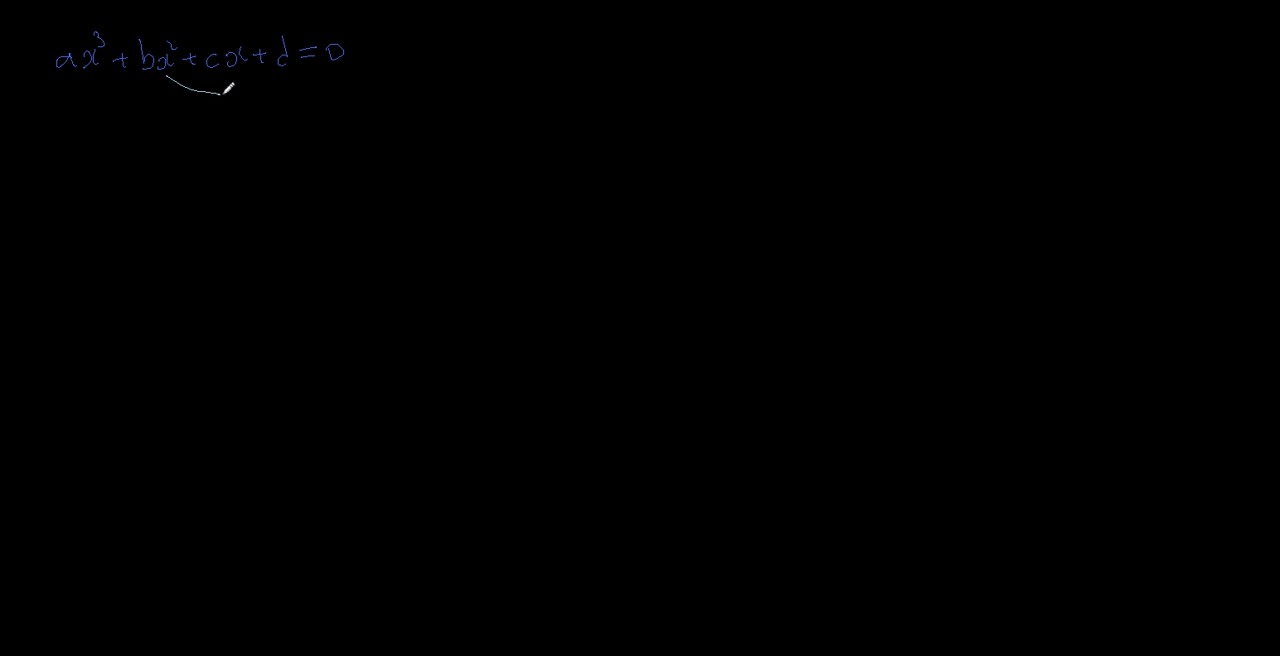 ax³ + bx² + cx + d = 0